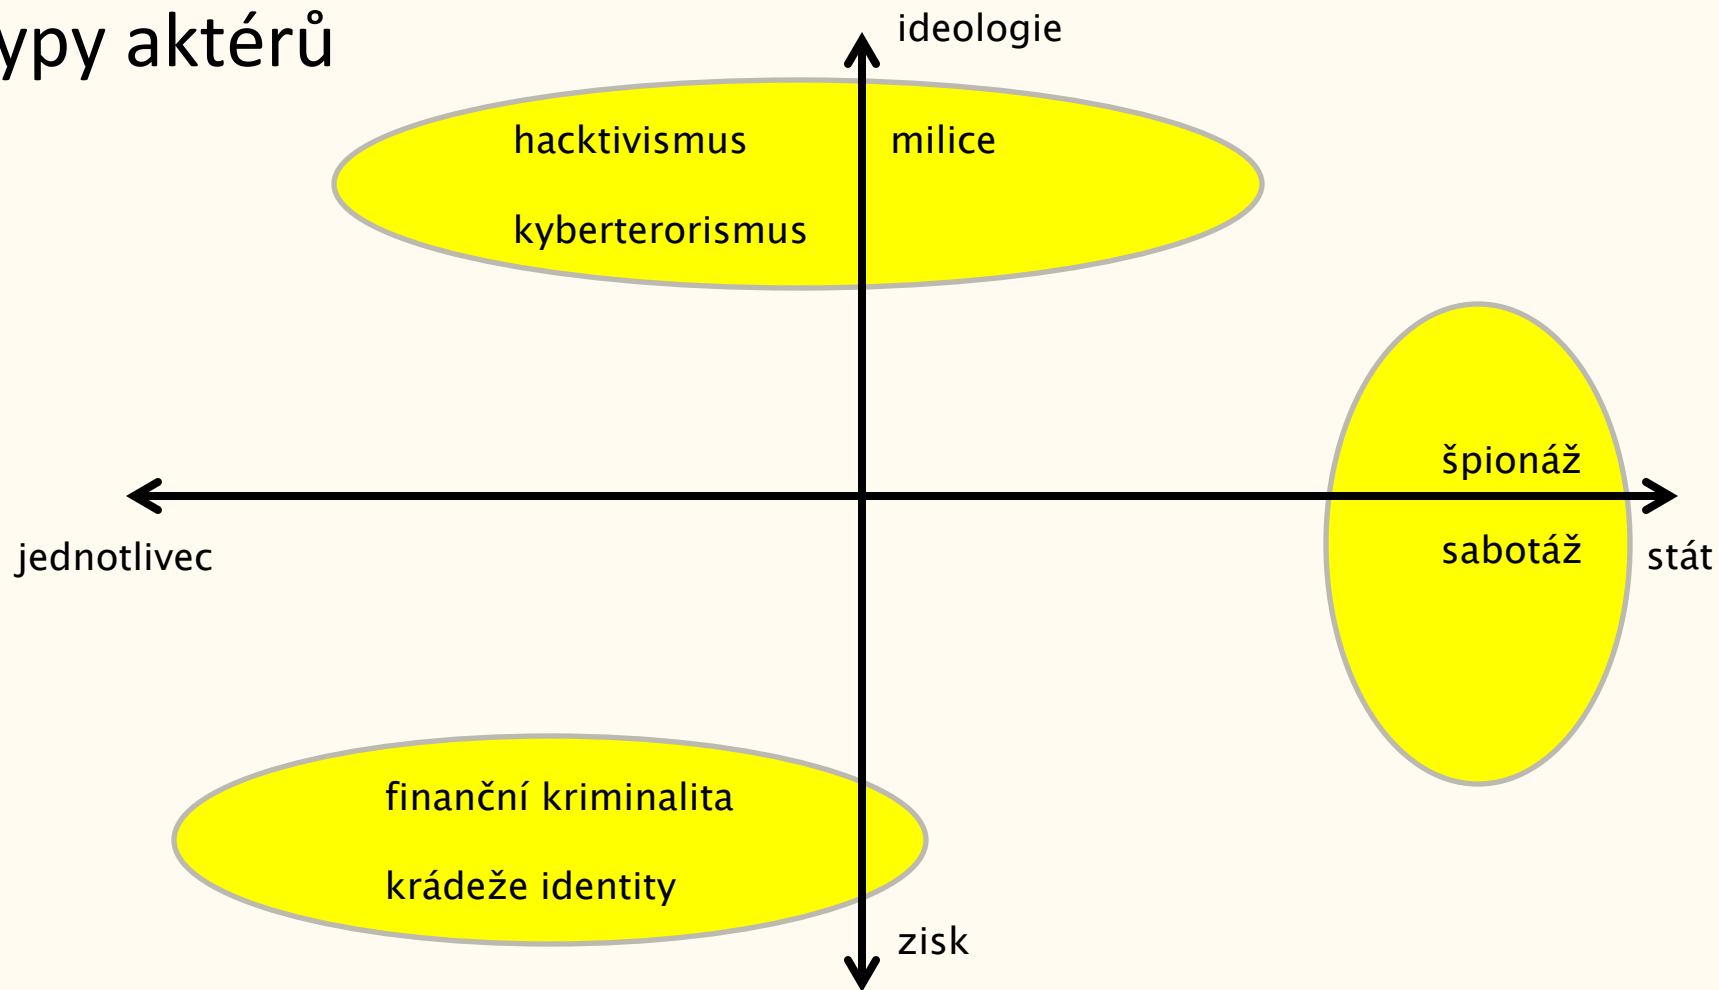 ypy aktérů
ideologie
hacktivismus
milice
kyberterorismus
špionáž
jednotlivec
sabotáž
stát
finanční kriminalita
krádeže identity
zisk